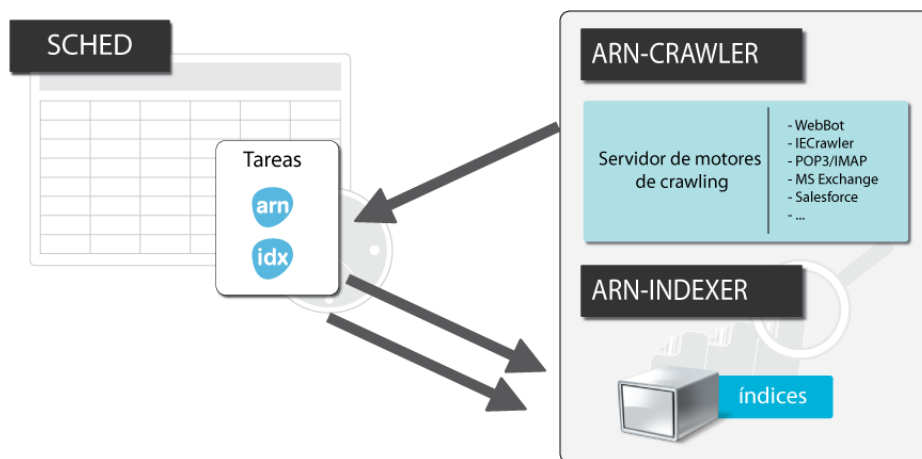 SCHED
Tareas
arn
idx
ARN-CRAWLER
Servidor de motores
de crawling
- WebBot
- IECrawler
- POP3/IMAP
- MS Exchange
- Salesforce
- ...
ARN-INDEXER
índices